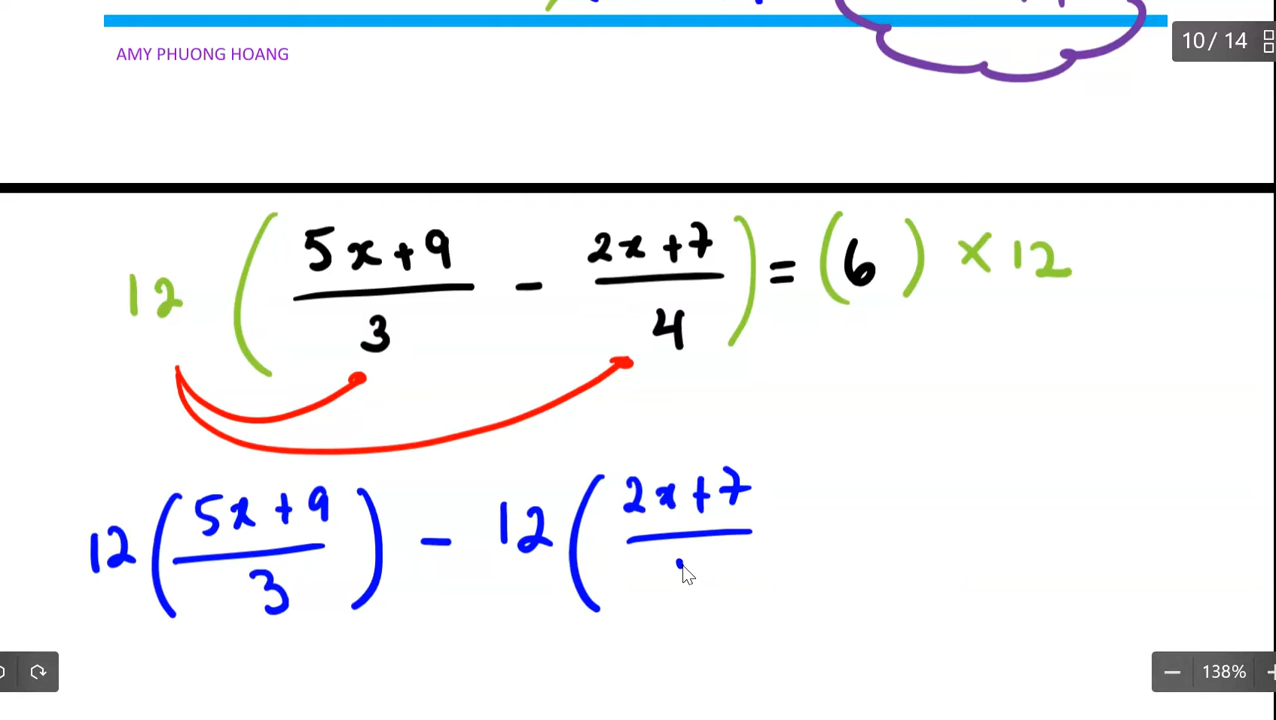 AMY PHUONG HOANG
10 / 14
12 ( (5x+9)/3 - (2x+7)/4 ) = (6) × 12
12 ( (5x+9)/3 ) - 12 ( (2x+7)/
138%